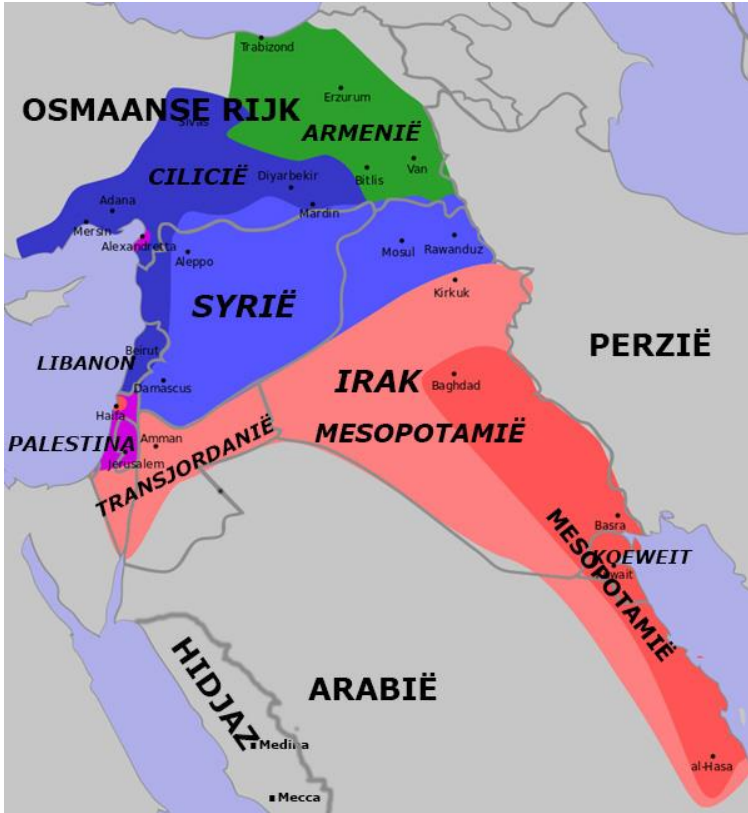 Trabizond
Erzurum
OSMAANSE RIJK
Sivas
ARMENIË
Van
Bitlis
CILICIË
Diyarbekir
Mardin
Adana
Mersin
Alexandretta
Aleppo
Mosul
Rawanduz
Kirkuk
SYRIË
PERZIË
Beirut
LIBANON
Damascus
IRAK
Baghdad
Haifa
MESOPOTAMIË
PALESTINA
Amman
Jerusalem
TRANSJORDANIË
Basra
MESOPOTAMIË
KOEWEIT
Kuwait
HIDJAZ
ARABIË
Medina
al-Hasa
Mecca